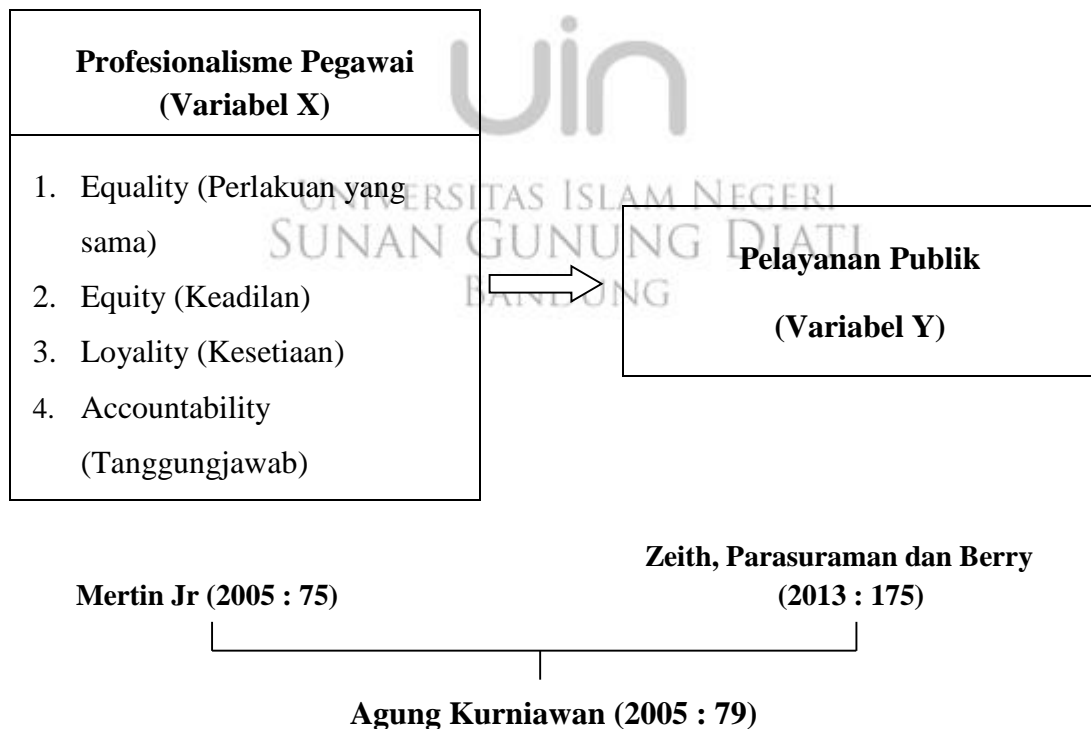 uin
UNIVERSITAS ISLAM NEGERI
SUNAN GUNUNG DJATI
BANDUNG
Profesionalisme Pegawai
(Variabel X)
1. Equality (Perlakuan yang
sama)
2. Equity (Keadilan)
3. Loyality (Kesetiaan)
4. Accountability
(Tanggungjawab)
Pelayanan Publik
(Variabel Y)
Mertin Jr (2005 : 75)
Zeith, Parasuraman dan Berry
(2013 : 175)
Agung Kurniawan (2005 : 79)